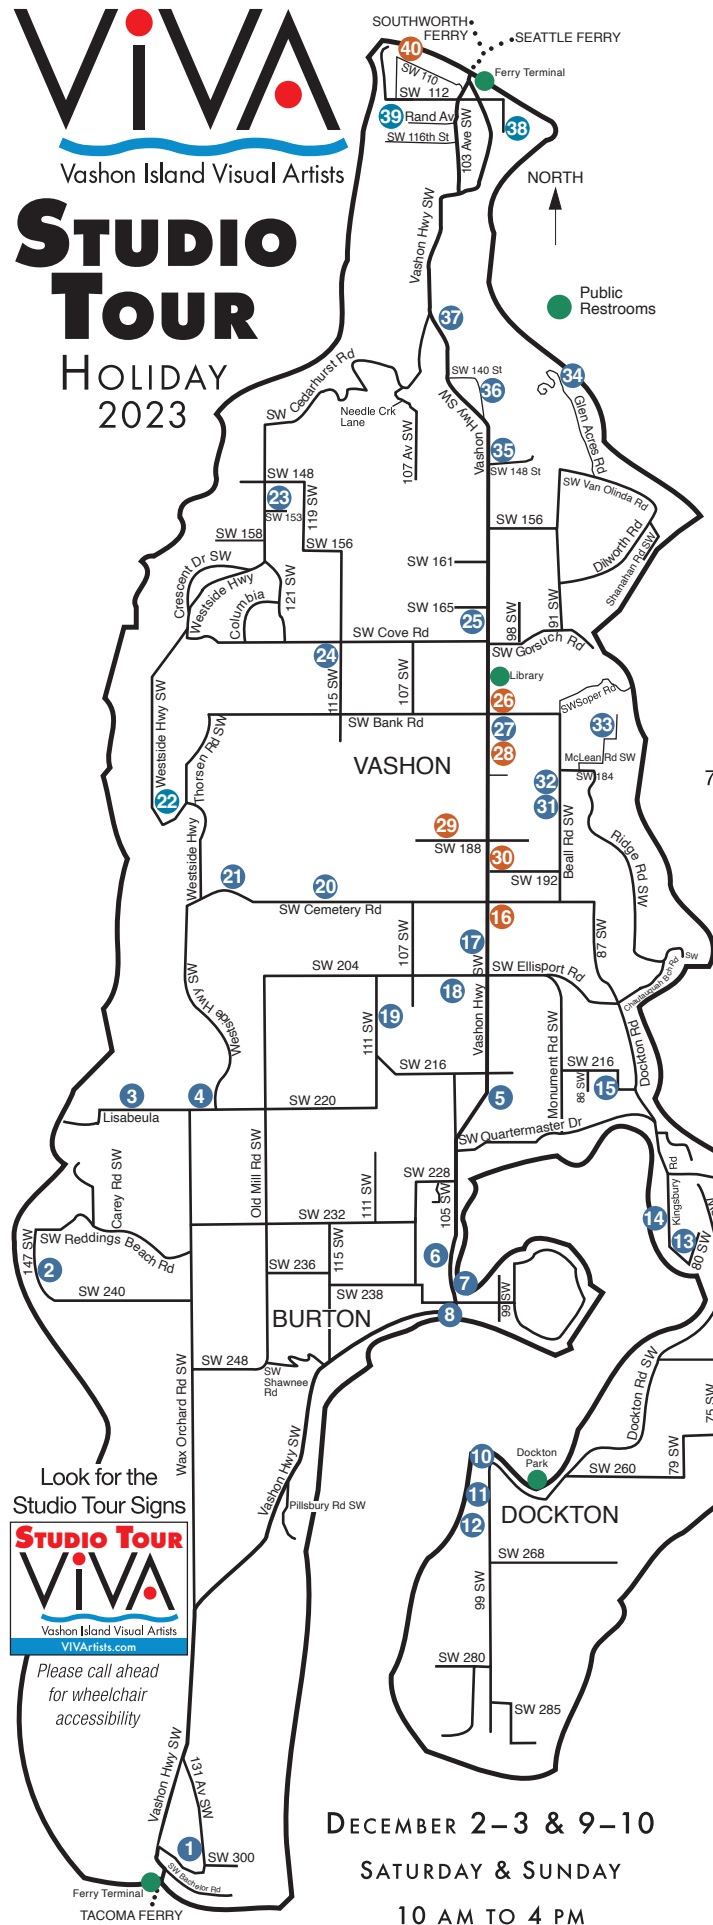 ViVA
Vashon Island Visual Artists
STUDIO
TOUR
HOLIDAY
2023
SOUTHWORTH
FERRY
SEATTLE FERRY
Ferry Terminal
40
SW 110
SW 112
39
Rand Av
38
SW 116th St
103 Ave SW
NORTH
Vashon Hwy SW
Public
Restrooms
37
SW Cedarhurst Rd
Needle Crk
Lane
SW 140 St
36
34
Glen Acres Rd
Vashon Hwy SW
107 Av SW
35
SW 148 St
SW 148
23
SW 153
119 SW
SW 158
SW 156
SW Van Olinda Rd
SW 156
Dilworth Rd
Shanahan Rd SW
Crescent Dr SW
Westside Hwy
Columbia
121 SW
SW 161
SW 165
25
98 SW
91 SW
SW Cove Rd
SW Gorsuch Rd
24
115 SW
107 SW
Library
26
SW Soper Rd
SW Bank Rd
27
33
Westside Hwy SW
Thorsen Rd SW
VASHON
28
McLean Rd SW
SW 184
32
31
7
22
29
SW 188
30
Beall Rd SW
Ridge Rd SW
Westside Hwy
21
20
SW 192
SW Cemetery Rd
16
107 SW
17
87 SW
SW 204
SW Ellisport Rd
Chautauquah Bch Rd
SW
18
Westside Hwy SW
19
111 SW
Vashon Hwy SW
Monument Rd SW
Dockton Rd
SW 216
SW 216
86 SW
15
3
4
5
Lisabeula
SW 220
SW Quartermaster Dr
Old Mill Rd SW
Carey Rd SW
111 SW
SW 228
105 SW
Kingsbury Rd
14
13
80 SW
SW 232
SW Reddings Beach Rd
147 SW
2
115 SW
6
SW 236
SW 240
SW 238
7
99 SW
BURTON
8
SW 248
SW
Shawnee
Rd
Wax Orchard Rd SW
Dockton Rd SW
75 SW
79 SW
Vashon Hwy SW
10
Dockton
Park
SW 260
Look for the
Studio Tour Signs
Pillsbury Rd SW
11
DOCKTON
12
STUDIO TOUR
ViVA
Vashon Island Visual Artists
VIVArtists.com
SW 268
99 SW
Please call ahead
for wheelchair
accessibility
SW 280
SW 285
Vashon Hwy SW
131 Av SW
1
SW 300
SW Bachelor Rd
Ferry Terminal
TACOMA FERRY
DECEMBER 2–3 & 9–10
SATURDAY & SUNDAY
10 AM TO 4 PM